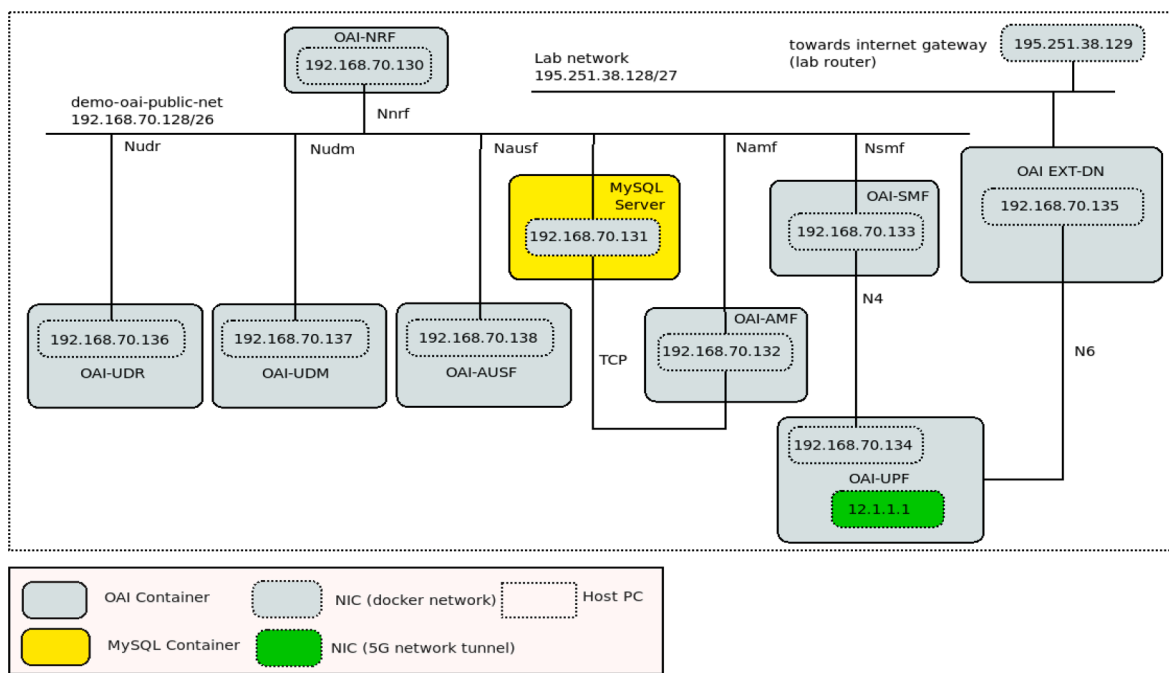 OAI-NRF
192.168.70.130
Lab network
195.251.38.128/27
towards internet gateway
(lab router)
195.251.38.129
demo-oai-public-net
192.168.70.128/26
Nnrf
Nudr
Nudm
Nausf
Namf
Nsmf
MySQL
Server
192.168.70.131
OAI-SMF
192.168.70.133
OAI EXT-DN
192.168.70.135
N4
192.168.70.136
OAI-UDR
192.168.70.137
OAI-UDM
192.168.70.138
OAI-AUSF
TCP
OAI-AMF
192.168.70.132
N6
192.168.70.134
OAI-UPF
12.1.1.1
OAI Container
NIC (docker network)
Host PC
MySQL Container
NIC (5G network tunnel)